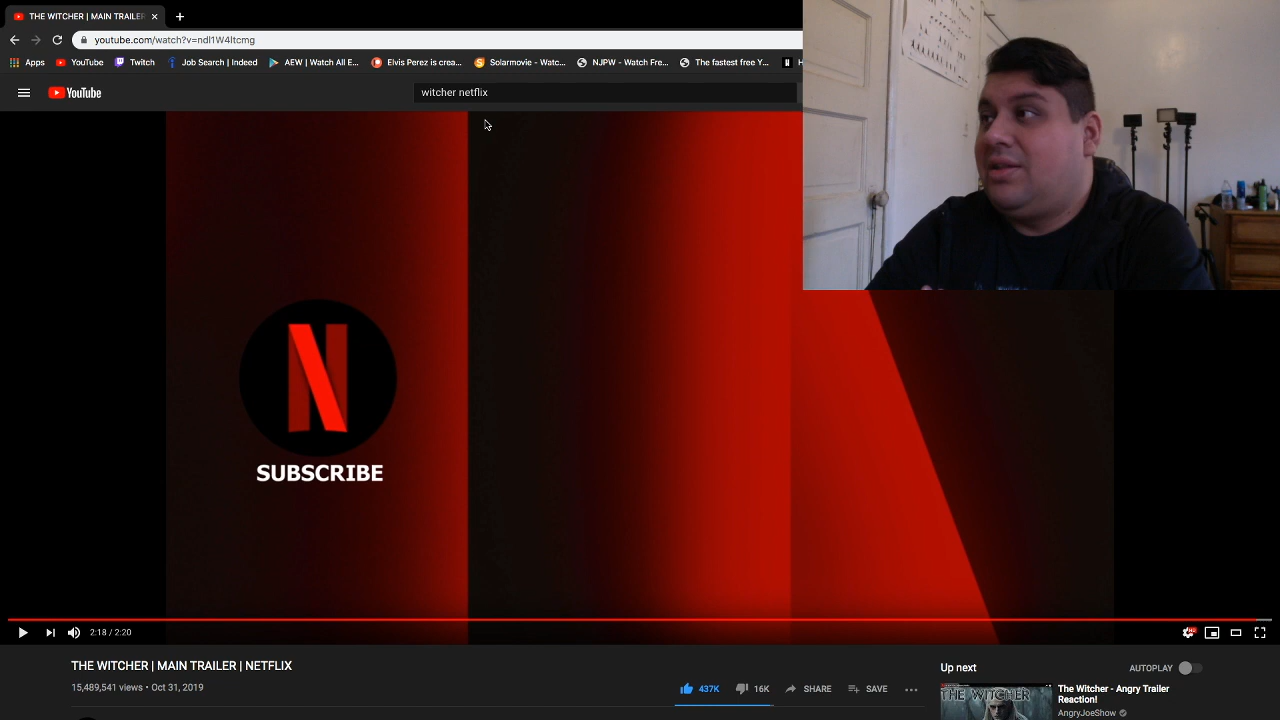 THE WITCHER | MAIN TRAILER
youtube.com/watch?v=ndl1W4ltcmg
Apps YouTube Twitch Job Search | Indeed AEW | Watch All E... Elvis Perez is crea... Solarmovie - Watc... NJPW - Watch Fre... The fastest free Y... H
YouTube
witcher netflix
N
SUBSCRIBE
2:18 / 2:20
HD
THE WITCHER | MAIN TRAILER | NETFLIX
15,489,541 views • Oct 31, 2019
437K 16K SHARE SAVE
Up next
AUTOPLAY
THE WITCHER
The Witcher - Angry Trailer
Reaction!
AngryJoeShow